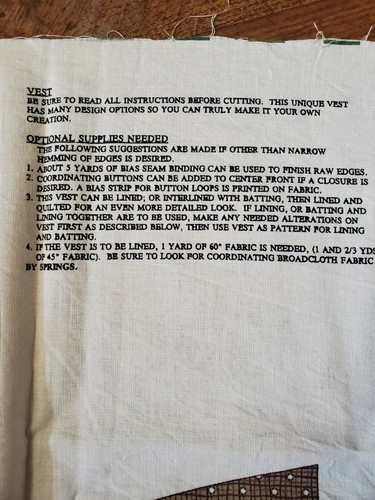 VEST
BE SURE TO READ ALL INSTRUCTIONS BEFORE CUTTING. THIS UNIQUE VEST
HAS MANY DESIGN OPTIONS SO YOU CAN TRULY MAKE IT YOUR OWN
CREATION.
OPTIONAL SUPPLIES NEEDED
THE FOLLOWING SUGGESTIONS ARE MADE IF OTHER THAN NARROW
HEMMING OF EDGES IS DESIRED.
1. ABOUT 5 YARDS OF BIAS SEAM BINDING CAN BE USED TO FINISH RAW EDGES.
2. COORDINATING BUTTONS CAN BE ADDED TO CENTER FRONT IF A CLOSURE IS
DESIRED. A BIAS STRIP FOR BUTTON LOOPS IS PRINTED ON FABRIC.
3. THIS VEST CAN BE LINED; OR INTERLINED WITH BATTING, THEN LINED AND
QUILTED FOR AN EVEN MORE DETAILED LOOK. IF LINING, OR BATTING AND
LINING TOGETHER ARE TO BE USED, MAKE ANY NEEDED ALTERATIONS ON
VEST FIRST AS DESCRIBED BELOW, THEN USE VEST AS PATTERN FOR LINING
AND BATTING.
4. IF THE VEST IS TO BE LINED, 1 YARD OF 60" FABRIC IS NEEDED, (1 AND 2/3 YDS
OF 45" FABRIC). BE SURE TO LOOK FOR COORDINATING BROADCLOTH FABRIC
BY SPRINGS.